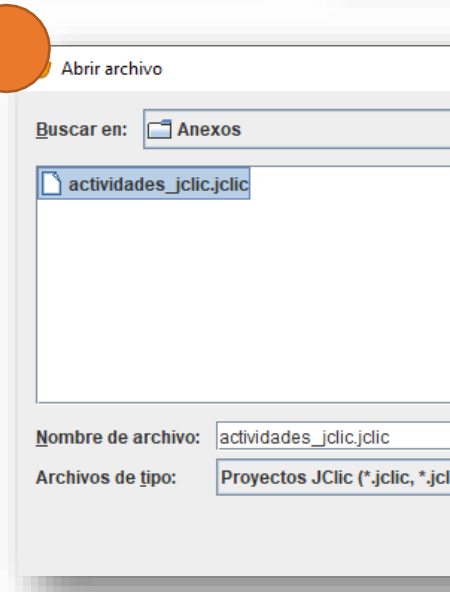 Abrir archivo
Buscar en: Anexos
actividades_jclic.jclic
Nombre de archivo: actividades_jclic.jclic
Archivos de tipo: Proyectos JClic (*.jclic, *.jcl